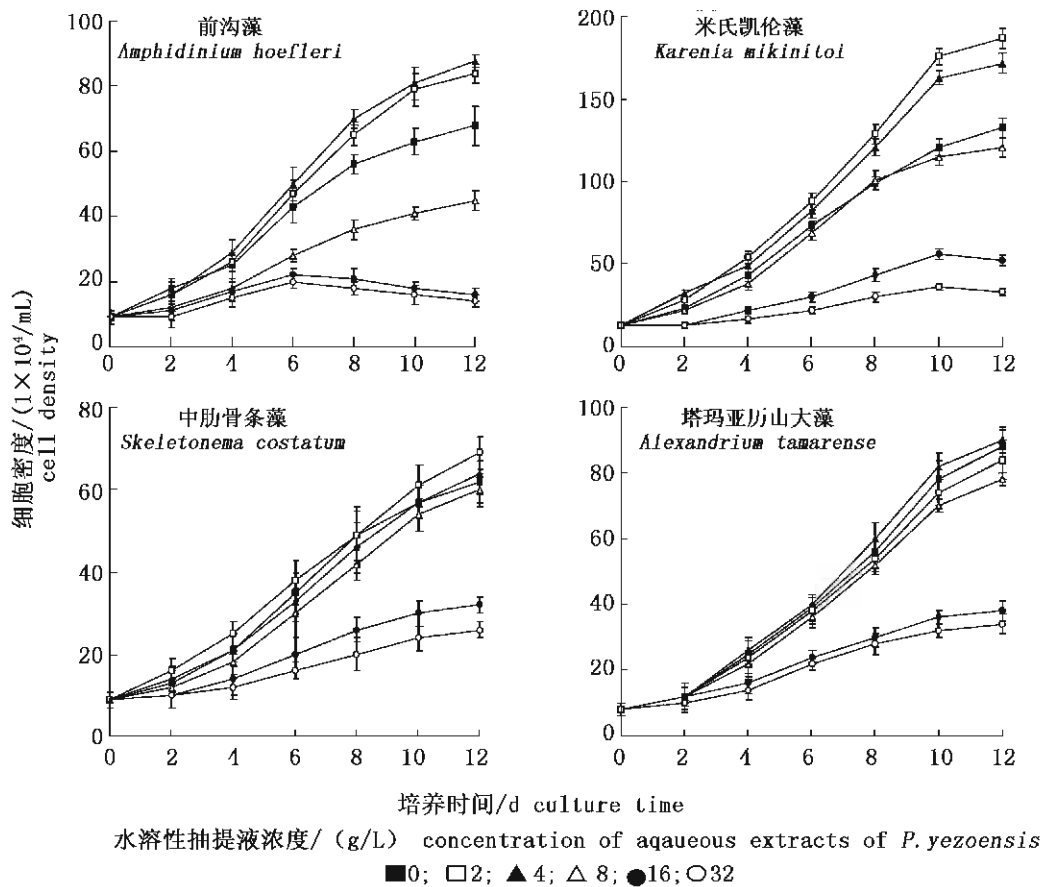 前沟藻
Amphidinium hoefleri
100
80
60
40
20
0
0 2 4 6 8 10 12
米氏凯伦藻
Karenia mikinitoi
200
150
100
50
0
0 2 4 6 8 10 12
细胞密度/(1×10⁴/mL)
cell density
中肋骨条藻
Skeletonema costatum
80
60
40
20
0
0 2 4 6 8 10 12
塔玛亚历山大藻
Alexandrium tamarense
100
80
60
40
20
0
0 2 4 6 8 10 12
培养时间/d culture time
水溶性抽提液浓度/（g/L） concentration of aqaueous extracts of P.yezoensis
■0; □2; ▲4; △8; ●16; ○32